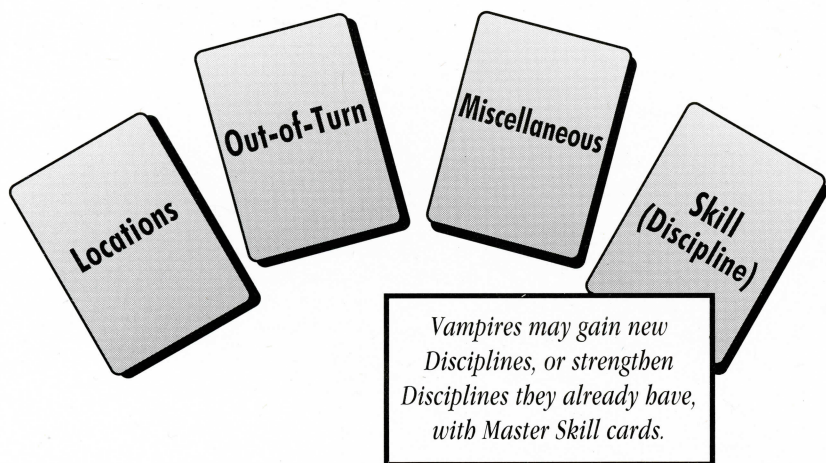 Locations
Out-of-Turn
Miscellaneous
Skill
(Discipline)
Vampires may gain new
Disciplines, or strengthen
Disciplines they already have,
with Master Skill cards.